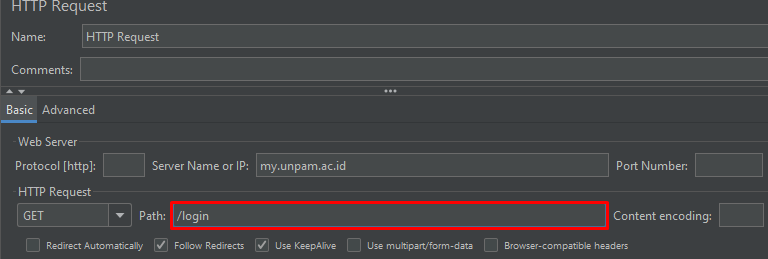 HTTP Request
Name: HTTP Request
Comments:
Basic Advanced
Web Server
Protocol [http]: Server Name or IP: my.unpam.ac.id Port Number:
HTTP Request
GET Path: /login Content encoding:
Redirect Automatically Follow Redirects Use KeepAlive Use multipart/form-data Browser-compatible headers